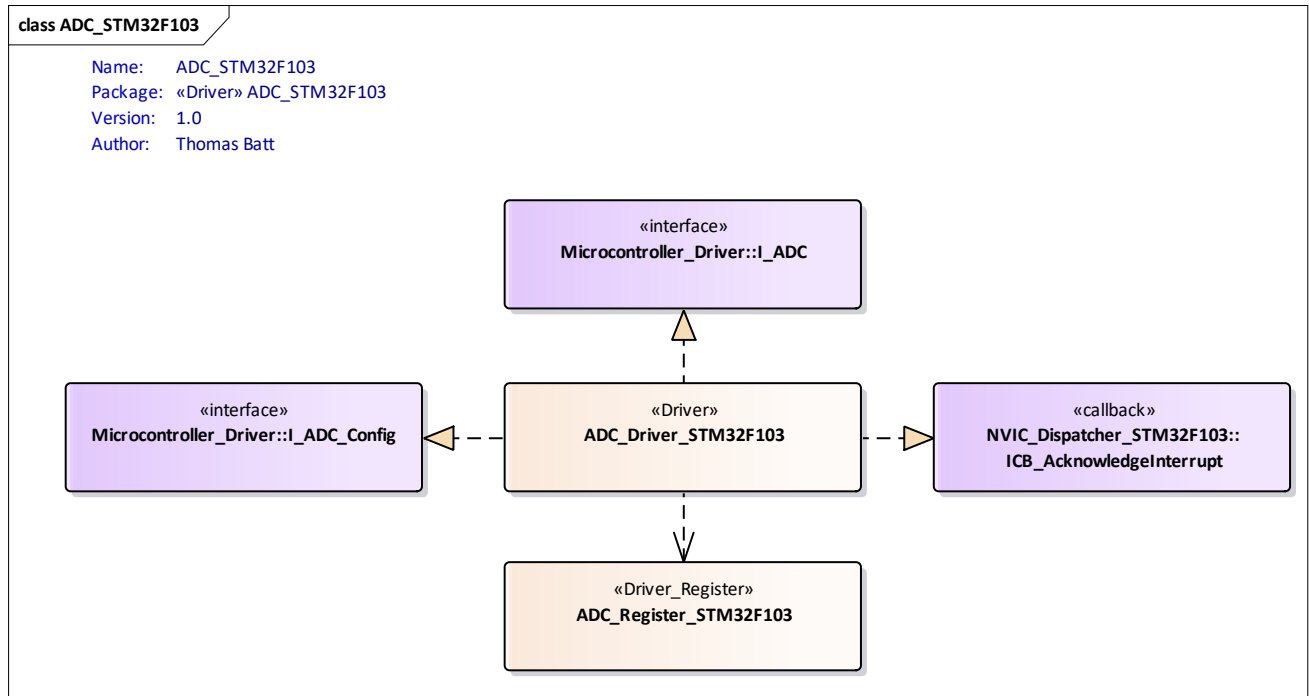 class ADC_STM32F103
Name: ADC_STM32F103
Package: «Driver» ADC_STM32F103
Version: 1.0
Author: Thomas Batt
«interface»
Microcontroller_Driver::I_ADC
«interface»
Microcontroller_Driver::I_ADC_Config
«Driver»
ADC_Driver_STM32F103
«callback»
NVIC_Dispatcher_STM32F103::
ICB_AcknowledgeInterrupt
«Driver_Register»
ADC_Register_STM32F103